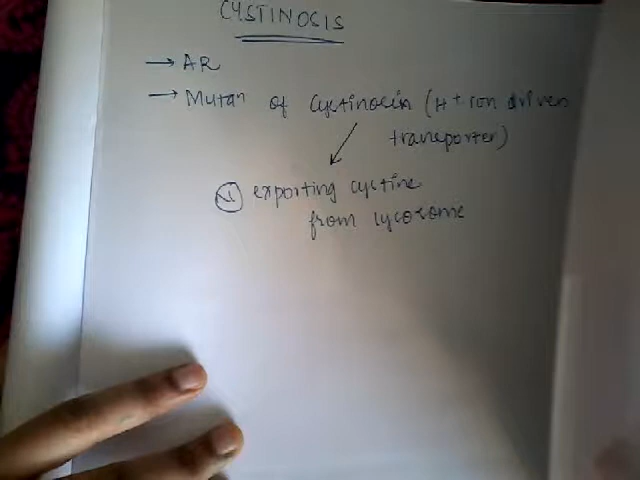 CYSTINOSIS
→ AR
→ Mutan of cystinosin (H+ ion driven
transporter)
N exporting cystine
from lysosome